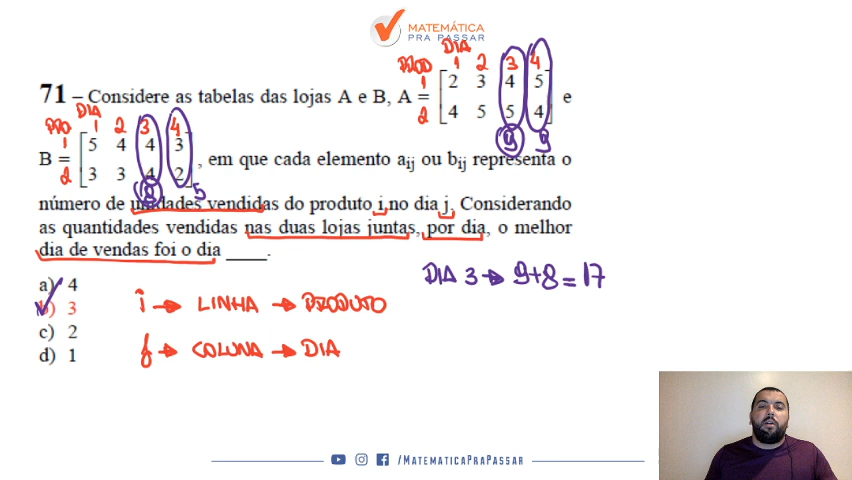 MATEMÁTICA
PRA PASSAR
DIA
PROD 1 2 3 4
71 – Considere as tabelas das lojas A e B, A = 1 [2 3 4 5] e
2 [4 5 5 4]
9 9
DIA
PRO 1 2 3 4
B = 1 [5 4 4 3]
2 [3 3 4 2]
8 5
, em que cada elemento aij ou bij representa o
número de unidades vendidas do produto i no dia j. Considerando
as quantidades vendidas nas duas lojas juntas, por dia, o melhor
dia de vendas foi o dia ____.
DIA 3 → 9+8=17
a) 4
b) 3
c) 2
d) 1
i → LINHA → PRODUTO
j → COLUNA → DIA
/MATEMATICAPRAPASSAR